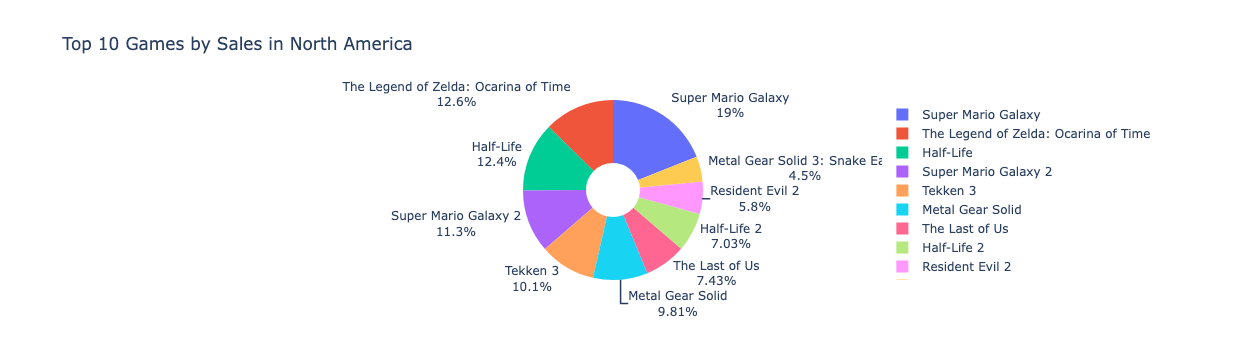 Top 10 Games by Sales in North America
The Legend of Zelda: Ocarina of Time
12.6%
Super Mario Galaxy
19%
Half-Life
12.4%
Metal Gear Solid 3: Snake Ea
4.5%
Resident Evil 2
5.8%
Super Mario Galaxy 2
11.3%
Half-Life 2
7.03%
Tekken 3
10.1%
The Last of Us
7.43%
Metal Gear Solid
9.81%
Super Mario Galaxy
The Legend of Zelda: Ocarina of Time
Half-Life
Super Mario Galaxy 2
Tekken 3
Metal Gear Solid
The Last of Us
Half-Life 2
Resident Evil 2